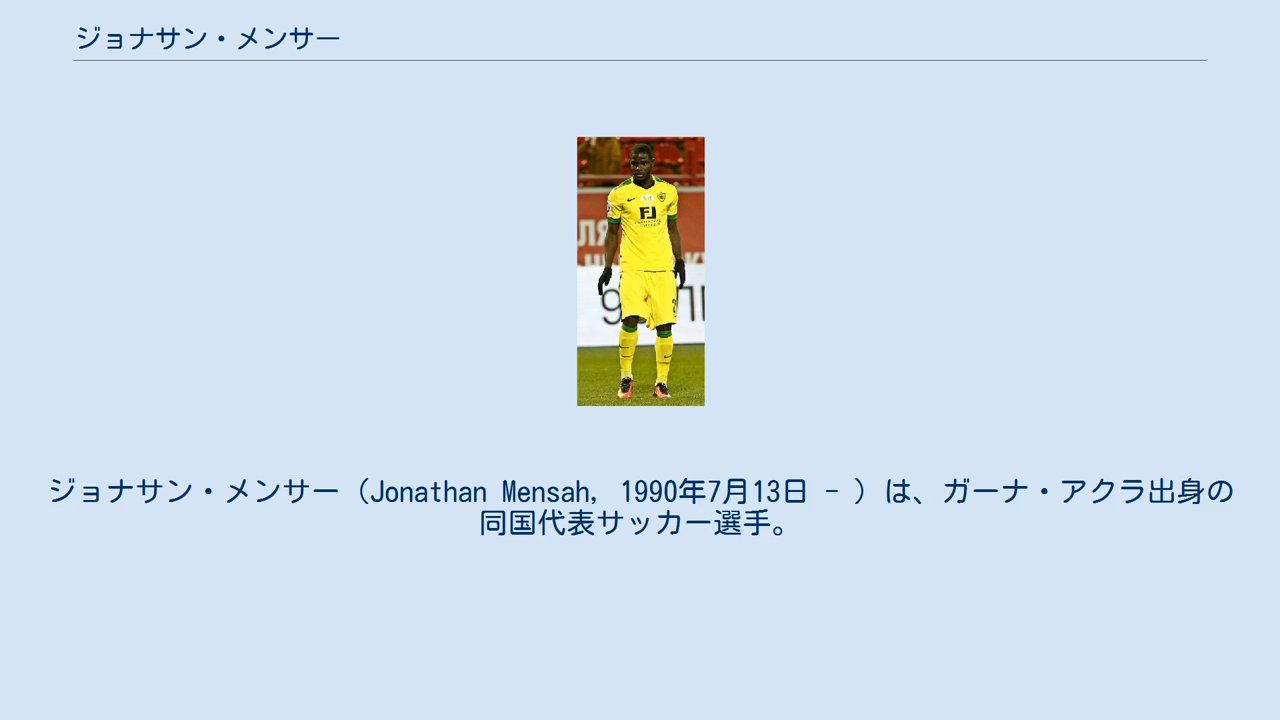 ジョナサン・メンサー
FJ
ジョナサン・メンサー（Jonathan Mensah, 1990年7月13日 - ）は、ガーナ・アクラ出身の
同国代表サッカー選手。